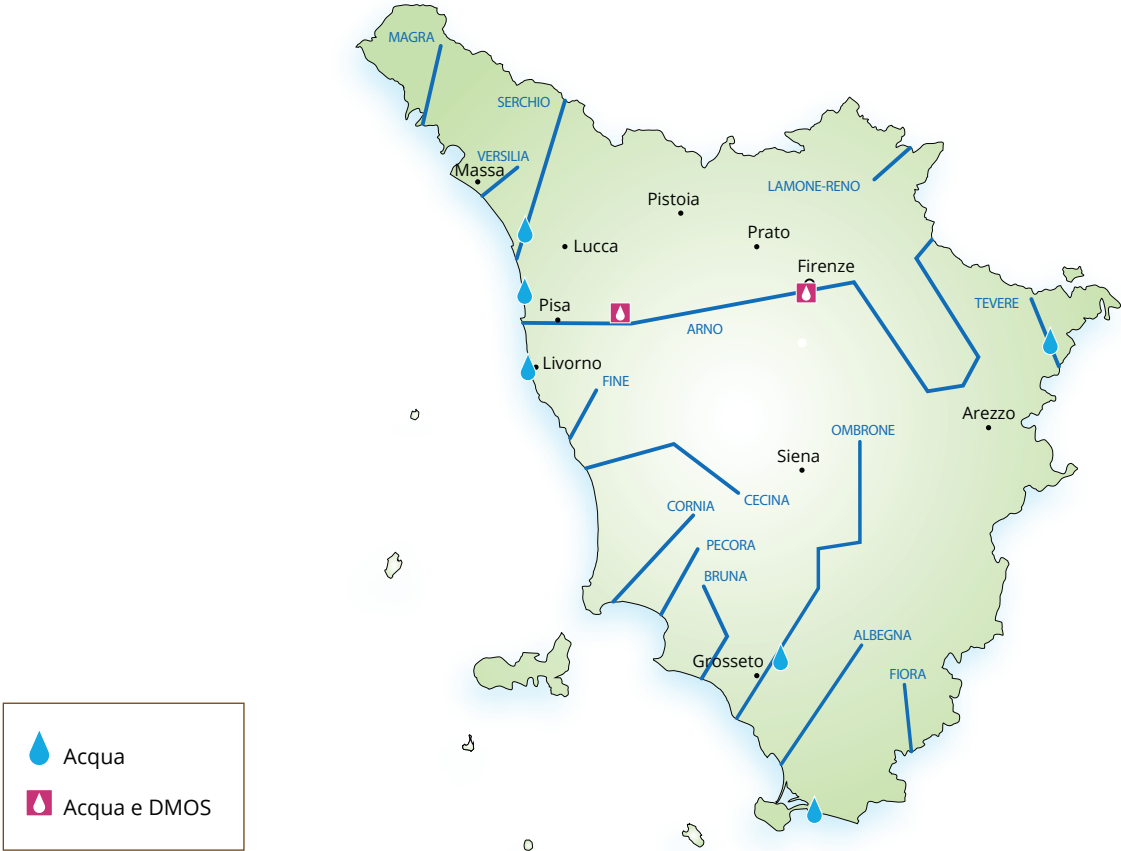 MAGRA
SERCHIO
VERSILIA
Massa
LAMONE-RENO
Pistoia
Prato
Lucca
Firenze
TEVERE
Pisa
ARNO
Livorno
FINE
Arezzo
OMBRONE
Siena
CECINA
CORNIA
PECORA
BRUNA
ALBEGNA
Grosseto
FIORA
Acqua
Acqua e DMOS